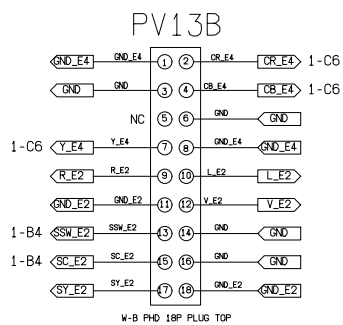 PV13B
GND_E4 GND_E4 1 2 CR_E4 CR_E4 1-C6
GND GND 3 4 CB_E4 CB_E4 1-C6
NC 5 6 GND GND
1-C6 Y_E4 Y_E4 7 8 GND_E4 GND_E4
R_E2 R_E2 9 10 L_E2 L_E2
GND_E2 GND_E2 11 12 V_E2 V_E2
1-B4 SSW_E2 SSW_E2 13 14 GND GND
1-B4 SC_E2 SC_E2 15 16 GND GND
SY_E2 SY_E2 17 18 GND_E2 GND_E2
W-B PHD 18P PLUG TOP